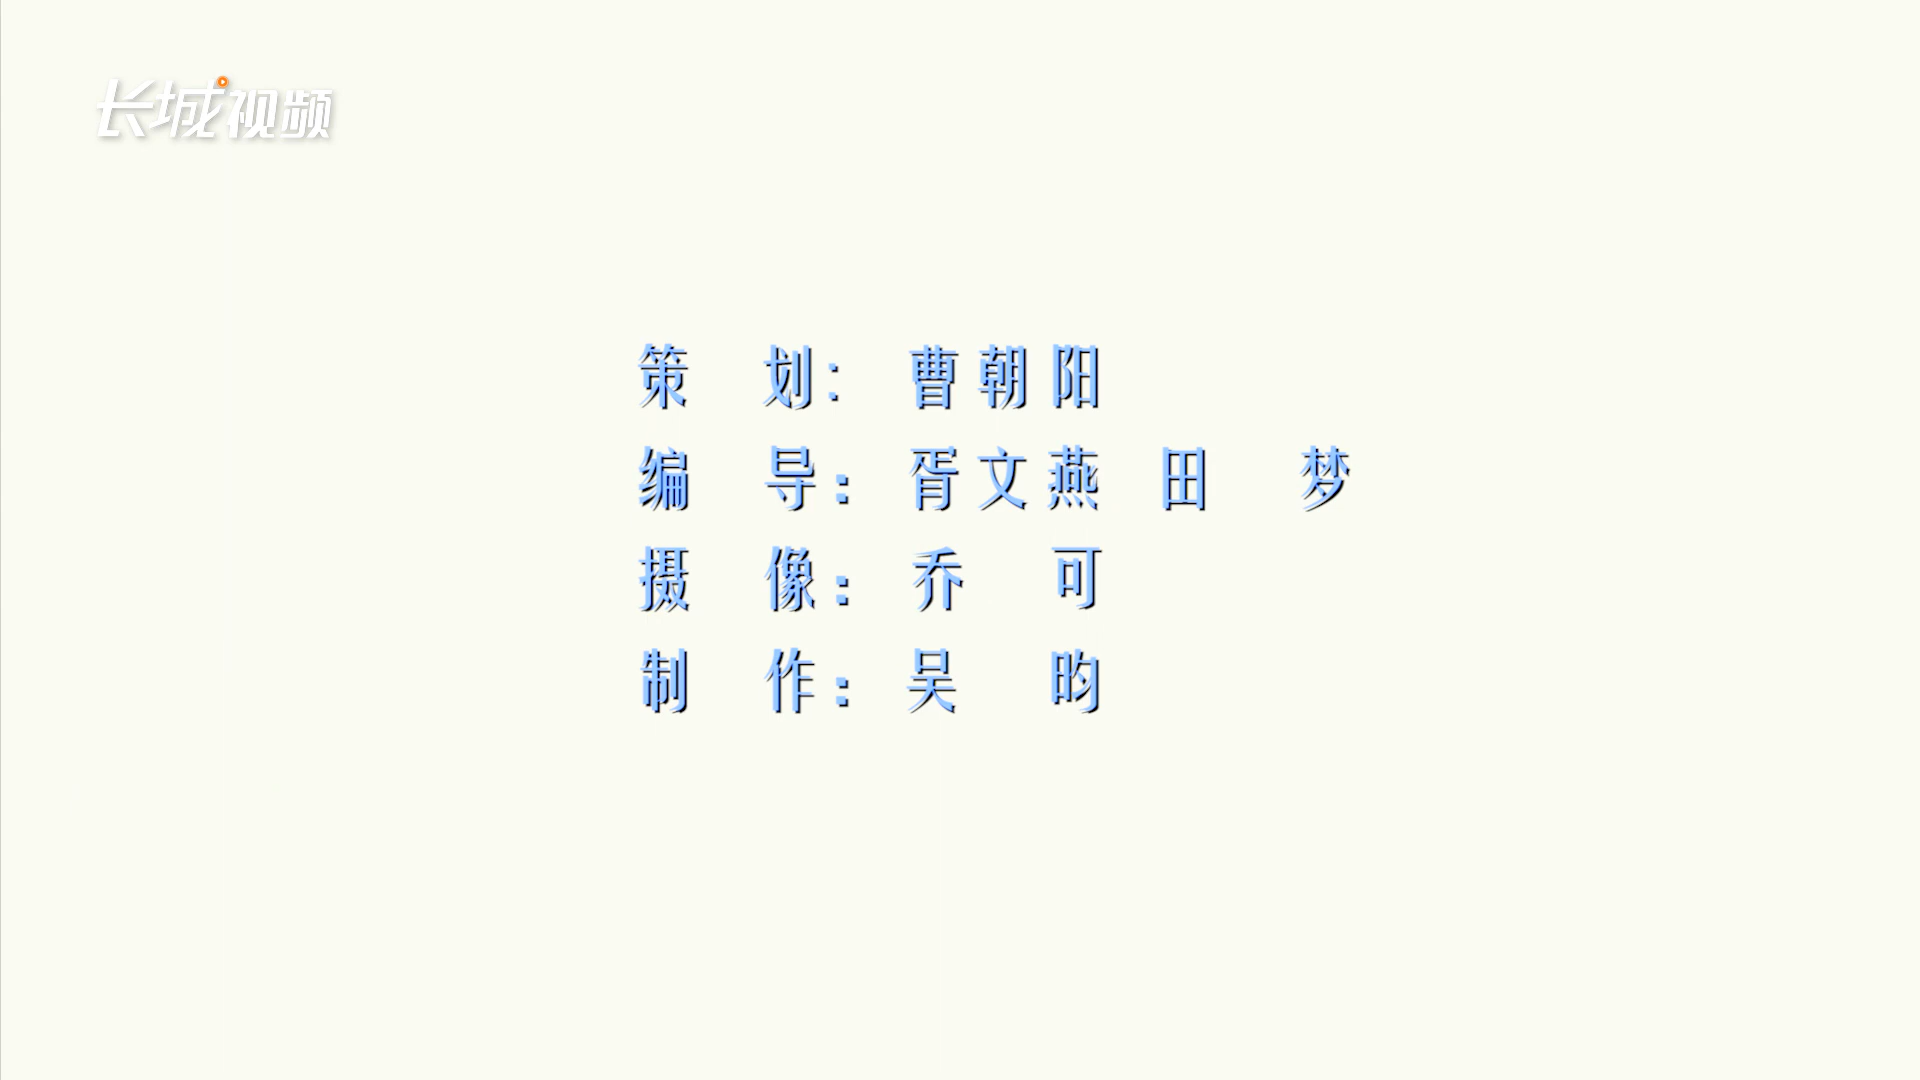 长城视频
策 划：曹朝阳
编 导：胥文燕 田 梦
摄 像：乔 可
制 作：吴 昀